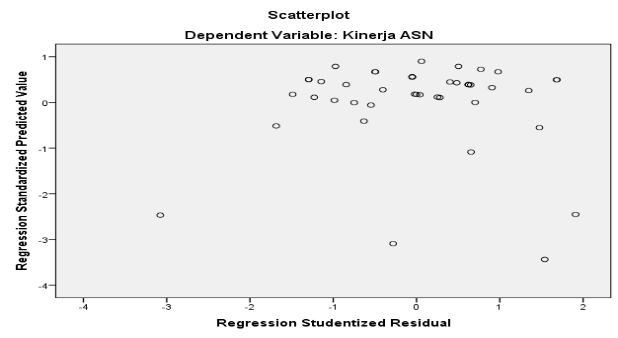 Scatterplot
Dependent Variable: Kinerja ASN
Regression Standardized Predicted Value
1
0
-1
-2
-3
-4
-4 -3 -2 -1 0 1 2
Regression Studentized Residual